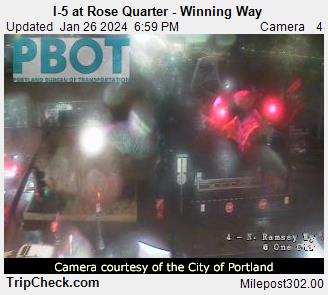 I-5 at Rose Quarter - Winning Way
Updated Jan 26 2024 6:59 PM Camera 4
PBOT
PORTLAND BUREAU OF TRANSPORTATION
4 - N. Ramsey Wy
@ One Ctr
Camera courtesy of the City of Portland
TripCheck.com Milepost302.00